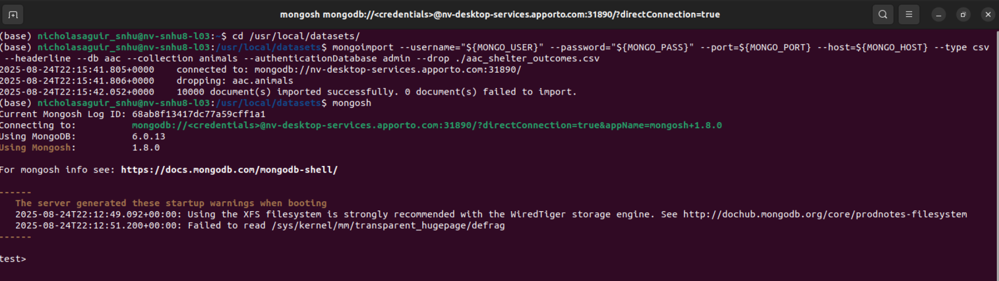 mongosh mongodb://<credentials>@nv-desktop-services.apporto.com:31890/?directConnection=true
(base) nicholasaguir_snhu@nv-snhu8-l03:~$ cd /usr/local/datasets/
(base) nicholasaguir_snhu@nv-snhu8-l03:/usr/local/datasets$ mongoimport --username="${MONGO_USER}" --password="${MONGO_PASS}" --port=${MONGO_PORT} --host=${MONGO_HOST} --type csv
--headerline --db aac --collection animals --authenticationDatabase admin --drop ./aac_shelter_outcomes.csv
2025-08-24T22:15:41.805+0000 connected to: mongodb://nv-desktop-services.apporto.com:31890/
2025-08-24T22:15:41.806+0000 dropping: aac.animals
2025-08-24T22:15:42.052+0000 10000 document(s) imported successfully. 0 document(s) failed to import.
(base) nicholasaguir_snhu@nv-snhu8-l03:/usr/local/datasets$ mongosh
Current Mongosh Log ID: 68ab8f13417dc77a59cff1a1
Connecting to: mongodb://<credentials>@nv-desktop-services.apporto.com:31890/?directConnection=true&appName=mongosh+1.8.0
Using MongoDB: 6.0.13
Using Mongosh: 1.8.0
For mongosh info see: https://docs.mongodb.com/mongodb-shell/
------
The server generated these startup warnings when booting
2025-08-24T22:12:49.092+00:00: Using the XFS filesystem is strongly recommended with the WiredTiger storage engine. See http://dochub.mongodb.org/core/prodnotes-filesystem
2025-08-24T22:12:51.200+00:00: Failed to read /sys/kernel/mm/transparent_hugepage/defrag
------
test>